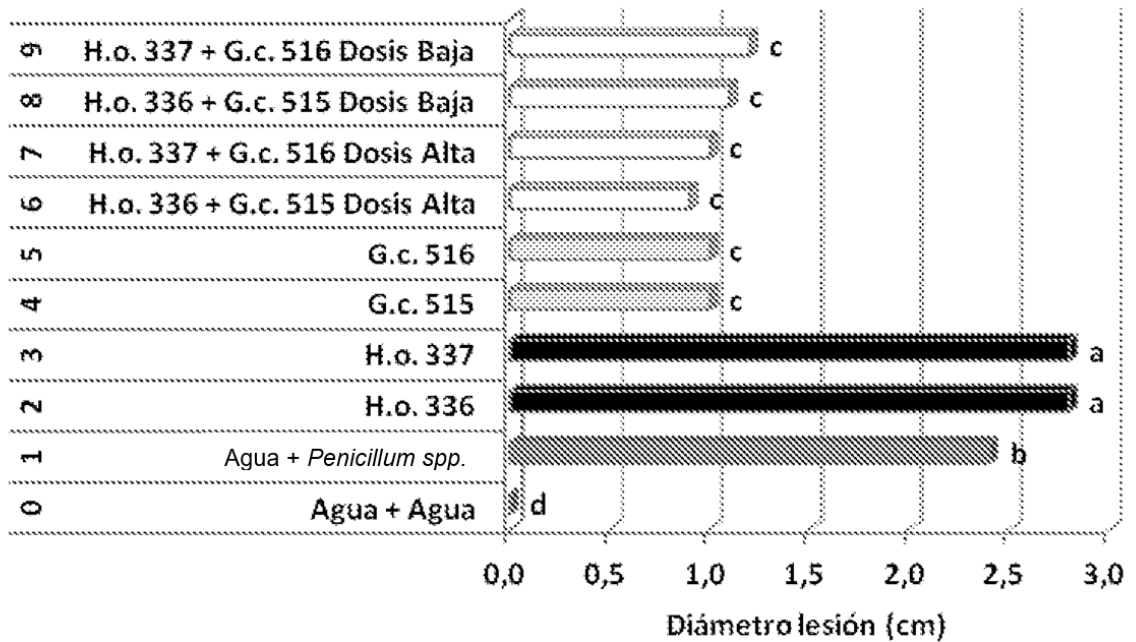 9 H.o. 337 + G.c. 516 Dosis Baja c
8 H.o. 336 + G.c. 515 Dosis Baja c
7 H.o. 337 + G.c. 516 Dosis Alta c
6 H.o. 336 + G.c. 515 Dosis Alta c
5 G.c. 516 c
4 G.c. 515 c
3 H.o. 337 a
2 H.o. 336 a
1 Agua + Penicillum spp. b
0 Agua + Agua d
0,0 0,5 1,0 1,5 2,0 2,5 3,0
Diámetro lesión (cm)